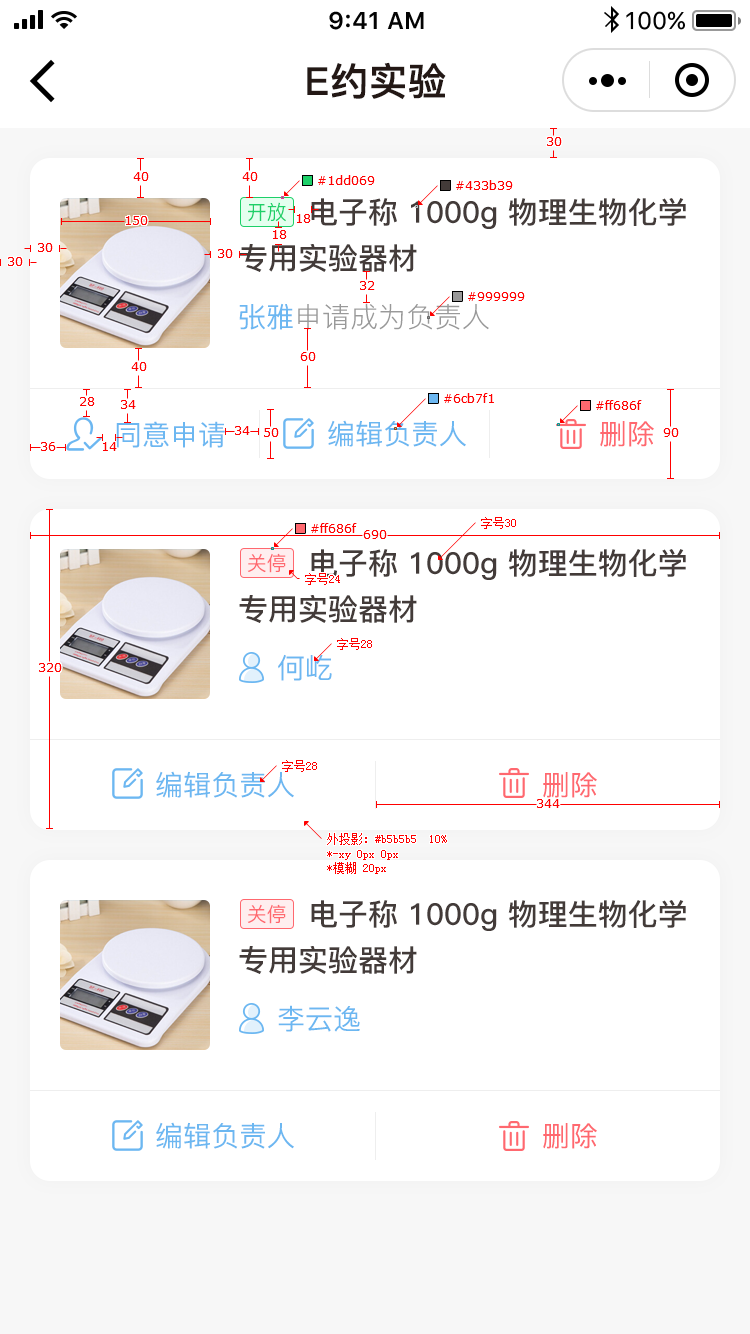 9:41 AM
100%
E约实验
30
40
40
#1dd069
#433b39
开放
18
电子称 1000g 物理生物化学
150
18
专用实验器材
30
30
30
32
#999999
张雅申请成为负责人
60
40
28
34
#6cb7f1
#ff686f
同意申请
34
50
编辑负责人
删除
90
36
14
#ff686f
690
字号30
关停
电子称 1000g 物理生物化学
字号24
专用实验器材
字号28
320
何屹
字号28
编辑负责人
删除
344
外投影: #b5b5b5 10%
*-xy 0px 0px
*模糊 20px
关停
电子称 1000g 物理生物化学
专用实验器材
李云逸
编辑负责人
删除